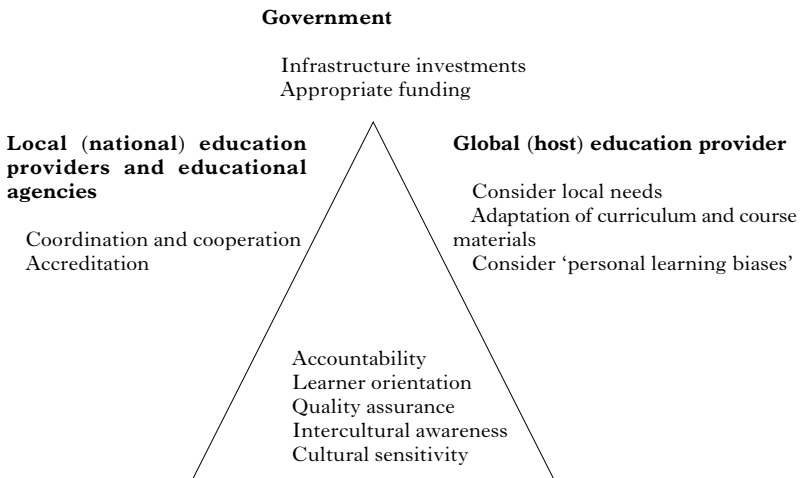 Government
Infrastructure investments
Appropriate funding
Local (national) education
providers and educational
agencies
Coordination and cooperation
Accreditation
Global (host) education provider
Consider local needs
Adaptation of curriculum and course
materials
Consider ‘personal learning biases’
Accountability
Learner orientation
Quality assurance
Intercultural awareness
Cultural sensitivity